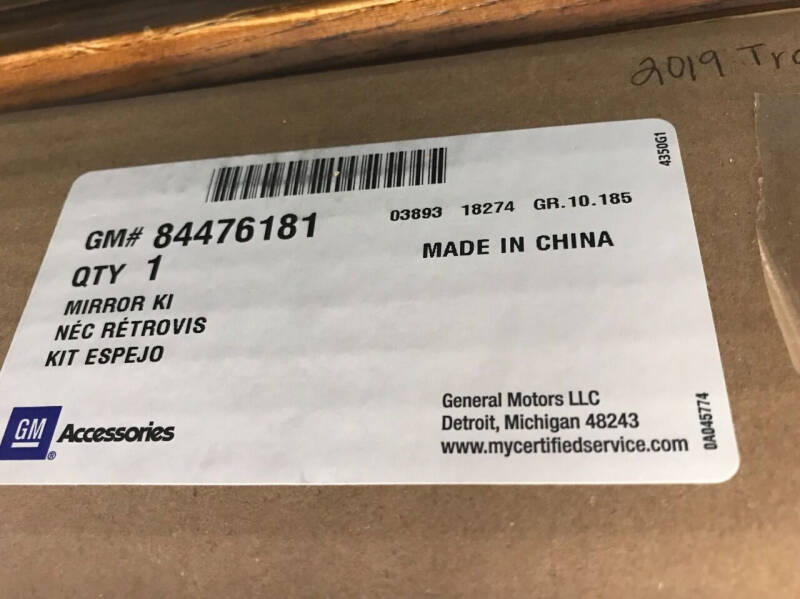 2019
4350G1
03893 18274 GR.10.185
GM# 84476181
MADE IN CHINA
QTY 1
MIRROR KI
NÉC RÉTROVIS
KIT ESPEJO
GM® Accessories
General Motors LLC
Detroit, Michigan 48243
www.mycertifiedservice.com
0A045774